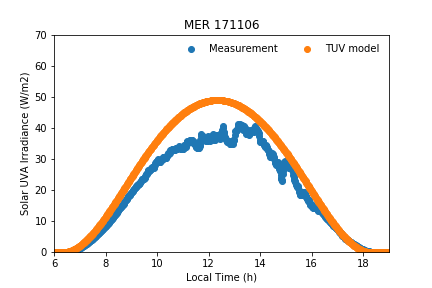 MER 171106
Measurement TUV model
70
60
50
40
30
20
10
0
Solar UVA Irradiance (W/m2)
6 8 10 12 14 16 18
Local Time (h)